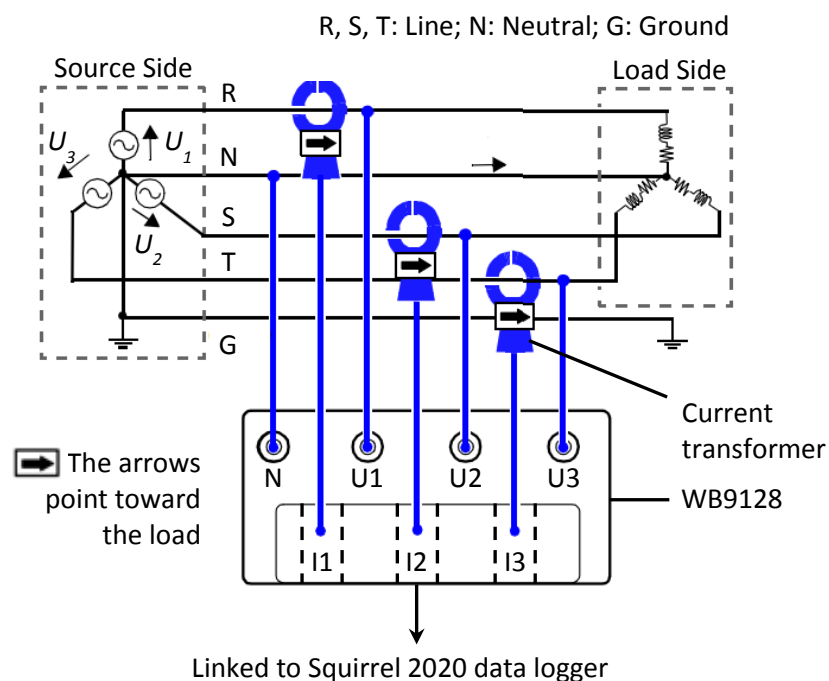 R, S, T: Line; N: Neutral; G: Ground
Source Side
Load Side
R
U3
U1
N
S
U2
T
G
Current
transformer
N
U1
U2
U3
The arrows
point toward
the load
WB9128
I1
I2
I3
Linked to Squirrel 2020 data logger